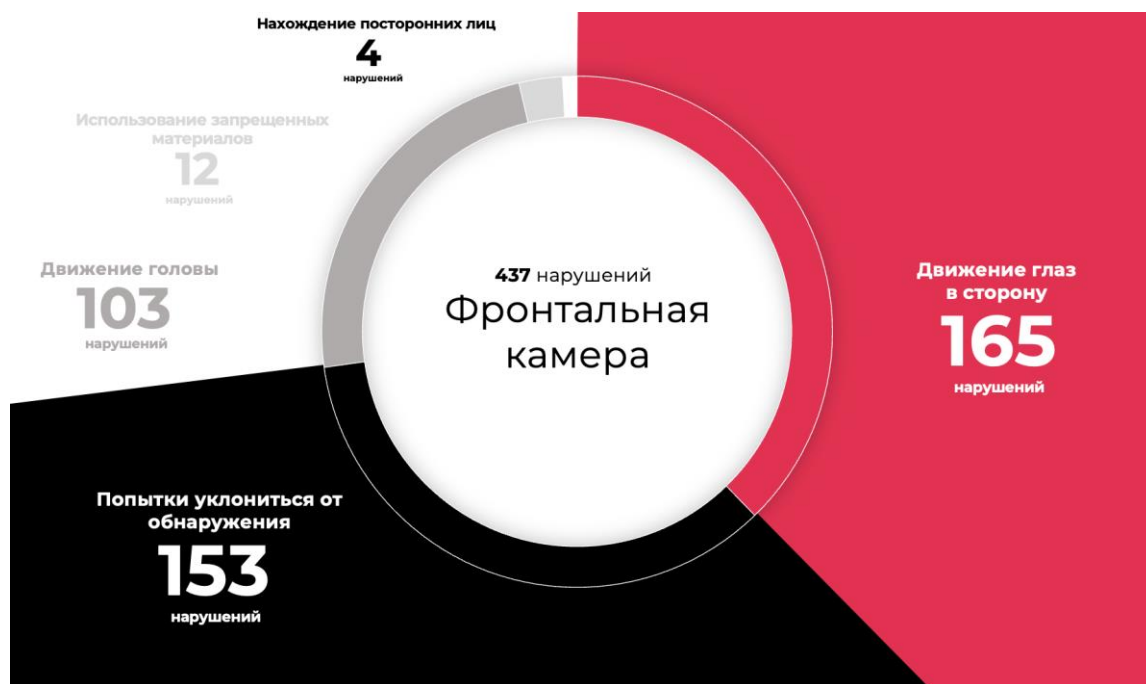 Нахождение посторонних лиц
4
нарушений
Использование запрещенных
материалов
12
нарушений
Движение головы
103
нарушений
437 нарушений
Фронтальная
камера
Движение глаз
в сторону
165
нарушений
Попытки уклониться от
обнаружения
153
нарушений